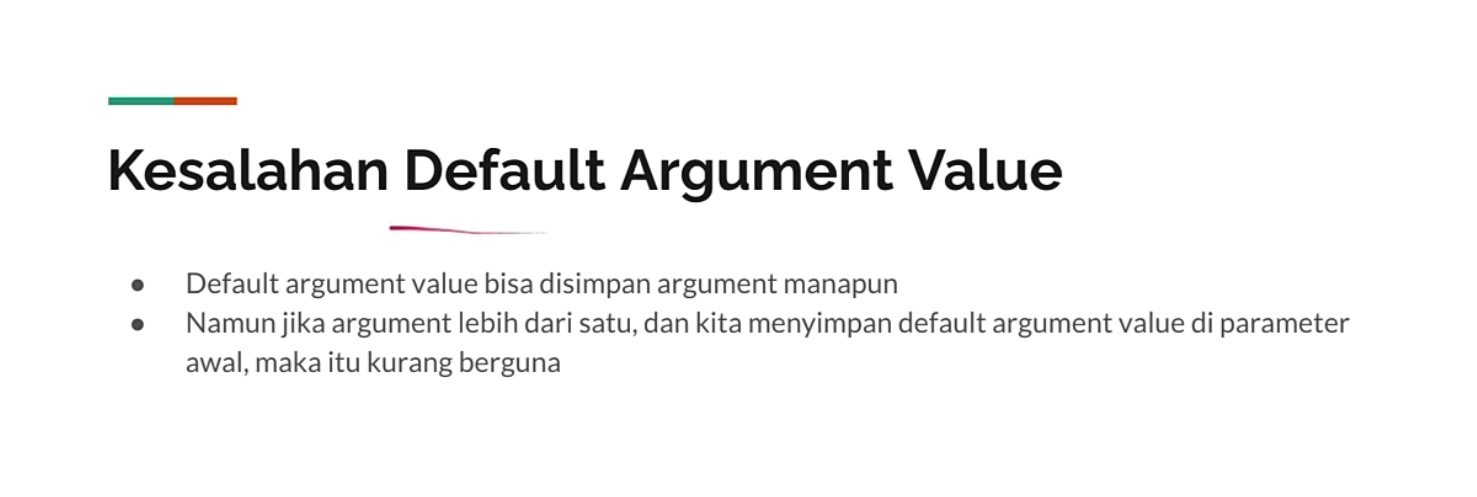 Kesalahan Default Argument Value
● Default argument value bisa disimpan argument manapun
● Namun jika argument lebih dari satu, dan kita menyimpan default argument value di parameter
awal, maka itu kurang berguna